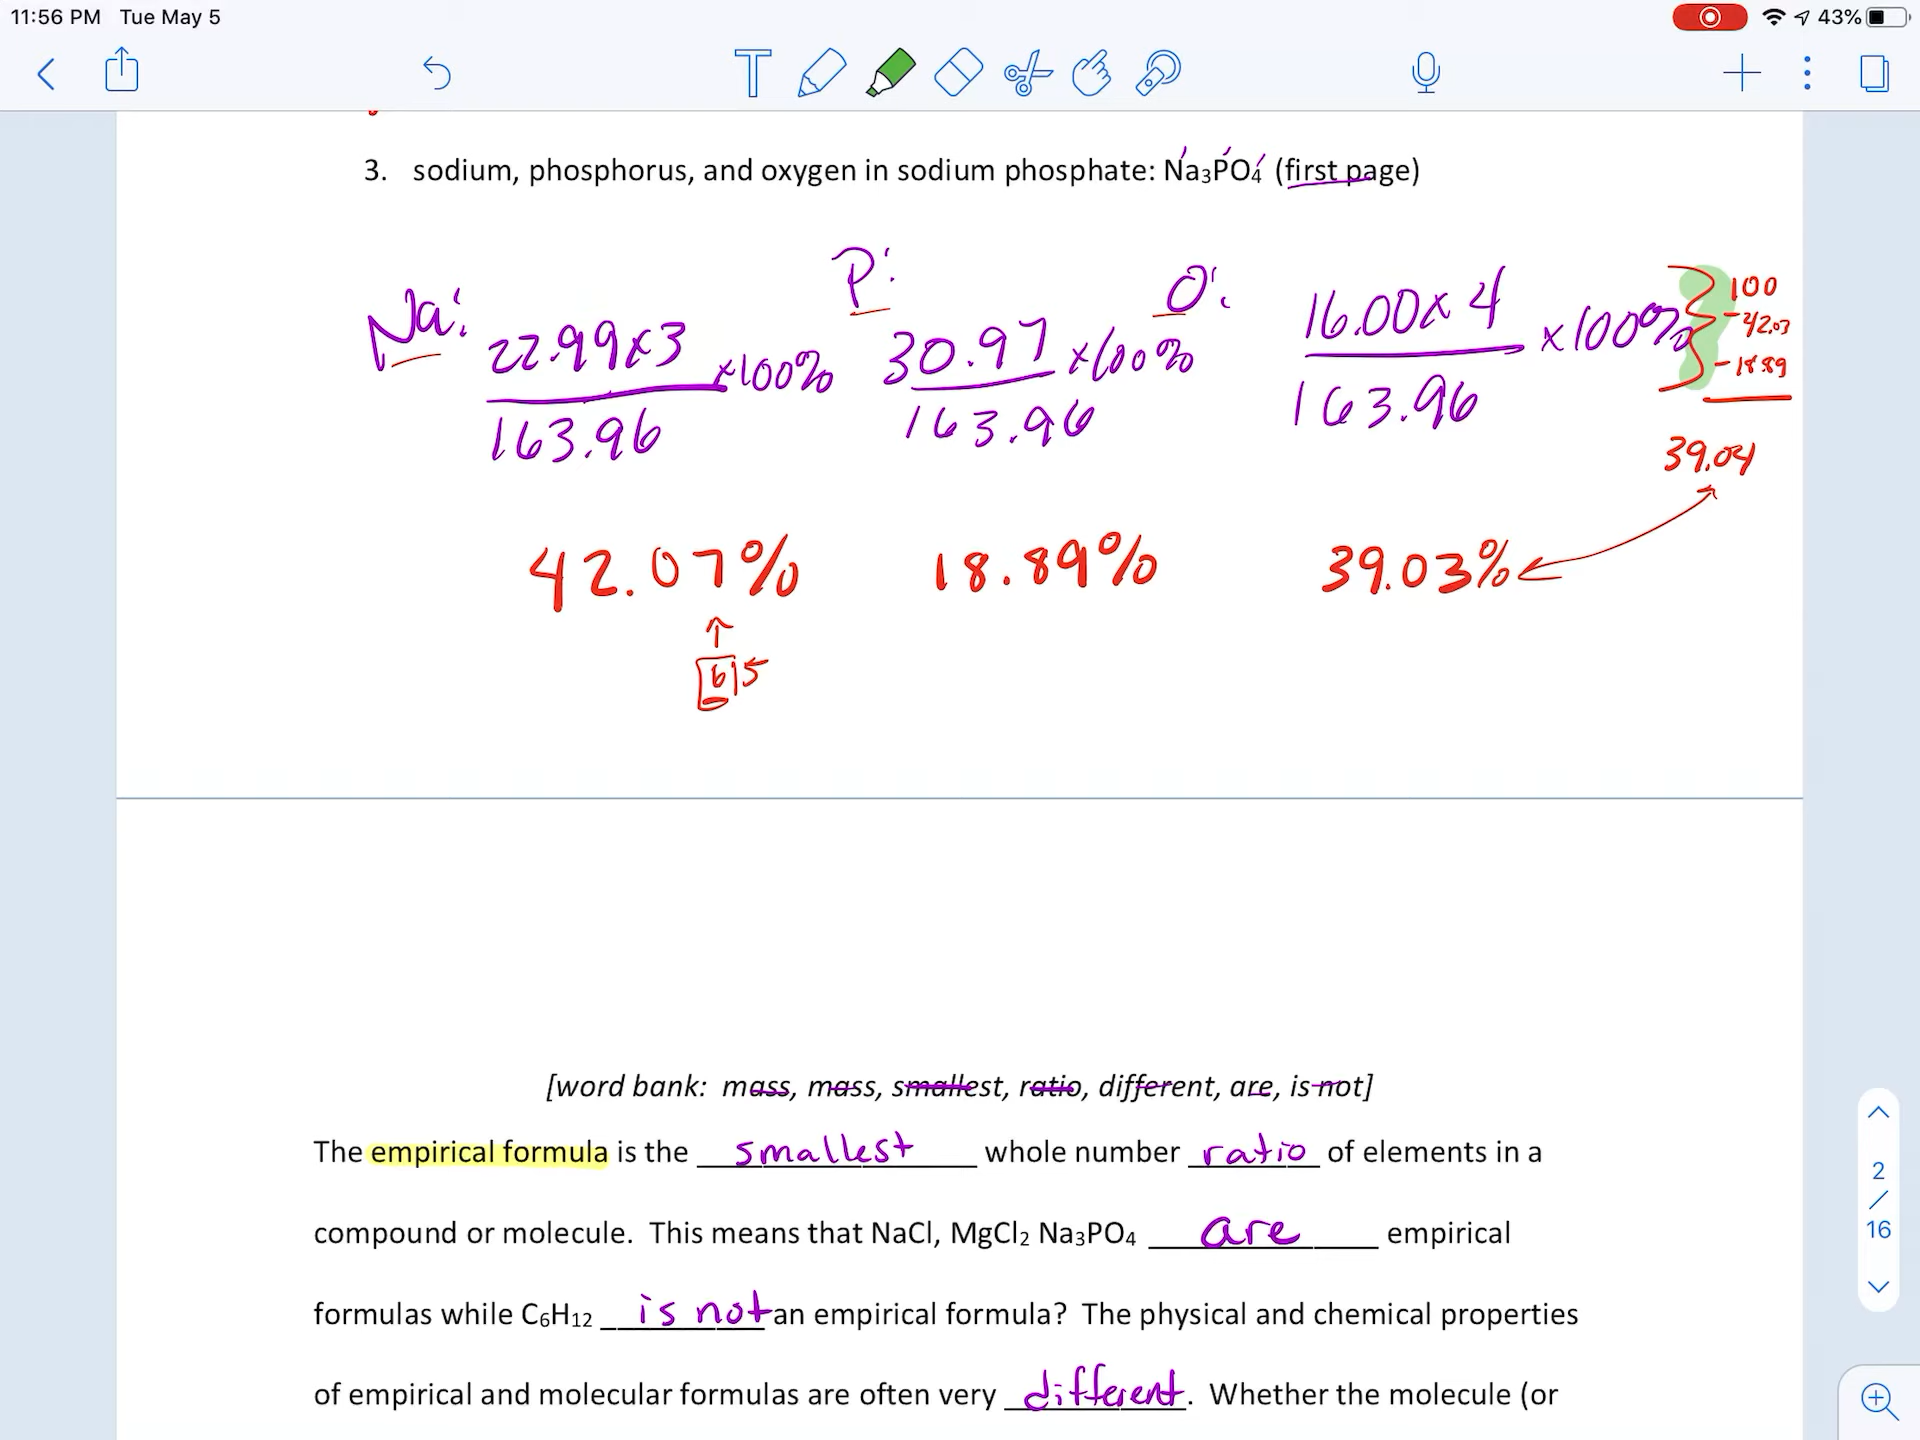 11:56 PM Tue May 5
43%
3. sodium, phosphorus, and oxygen in sodium phosphate: Na₃PO₄ (first page)
Na: 22.99x3 / 163.96 x100%
P: 30.97 / 163.96 x100%
O: 16.00x4 / 163.96 x100%
100
-42.07
-18.89
39.04
42.07% 18.89% 39.03%
6 5
[word bank: mass, mass, smallest, ratio, different, are, is not]
The empirical formula is the smallest whole number ratio of elements in a
compound or molecule. This means that NaCl, MgCl₂ Na₃PO₄ are empirical
formulas while C₆H₁₂ is not an empirical formula? The physical and chemical properties
of empirical and molecular formulas are often very different. Whether the molecule (or
2
/
16